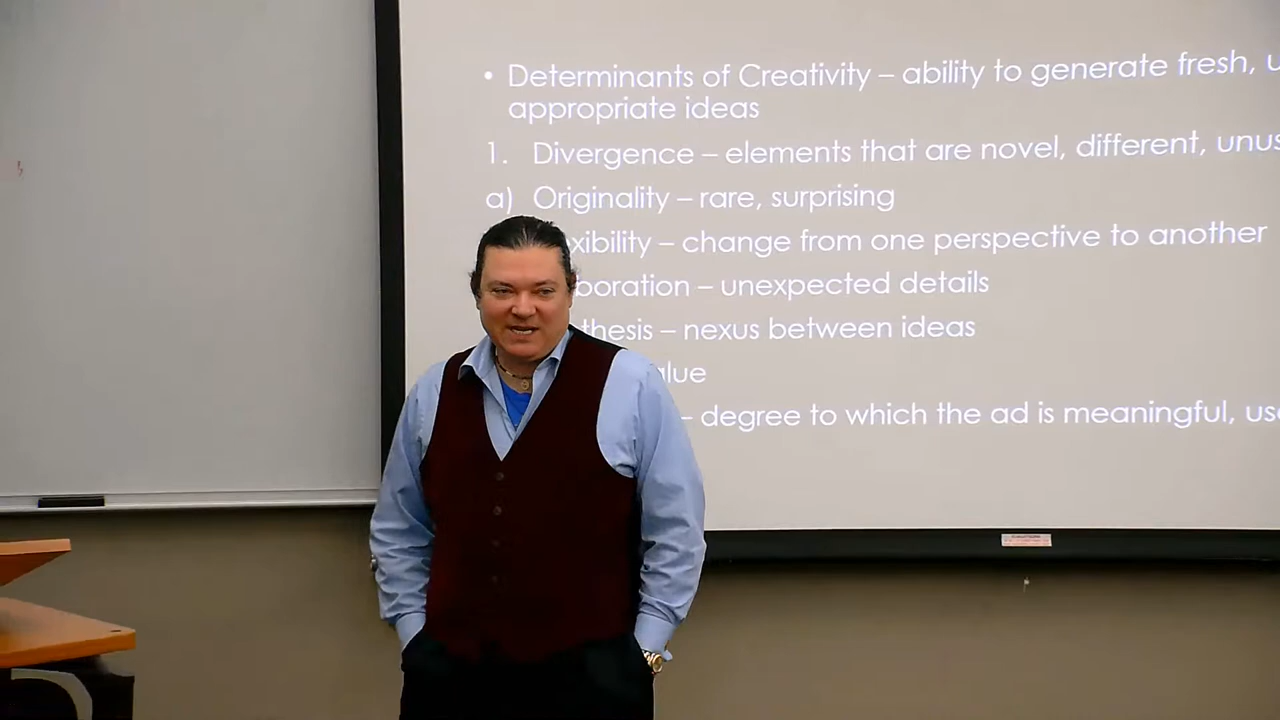 • Determinants of Creativity – ability to generate fresh,
appropriate ideas
1. Divergence – elements that are novel, different,
a) Originality – rare, surprising
xibility – change from one perspective to another
boration – unexpected details
thesis – nexus between ideas
alue
– degree to which the ad is meaningful,